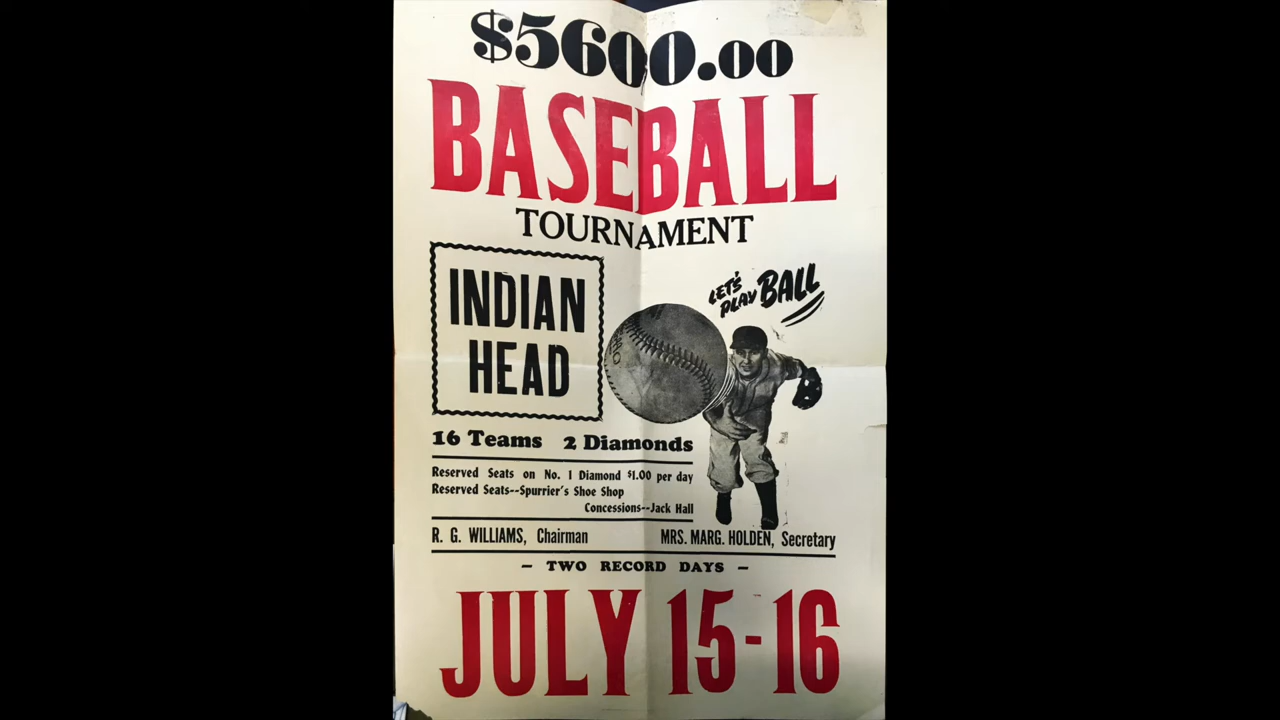 $5600.00
BASEBALL
TOURNAMENT
INDIAN
HEAD
LET'S
PLAY BALL
16 Teams 2 Diamonds
Reserved Seats on No. 1 Diamond $1.00 per day
Reserved Seats--Spurrier's Shoe Shop
Concessions--Jack Hall
R. G. WILLIAMS, Chairman MRS. MARG. HOLDEN, Secretary
— TWO RECORD DAYS —
JULY 15-16